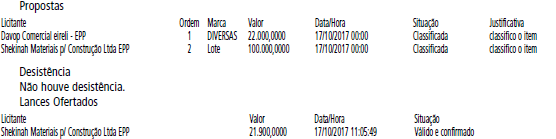 Propostas
Licitante Ordem Marca Valor Data/Hora Situação Justificativa
Davop Comercial eireli - EPP 1 DIVERSAS 22.000,0000 17/10/2017 00:00 Classificada classifico o item
Shekinah Materiais p/ Construção Ltda EPP 2 Lote 100.000,0000 17/10/2017 00:00 Classificada classifico o item
Desistência
Não houve desistência.
Lances Ofertados
Licitante Valor Data/Hora Situação
Shekinah Materiais p/ Construção Ltda EPP 21.900,0000 17/10/2017 11:05:49 Válido e confirmado